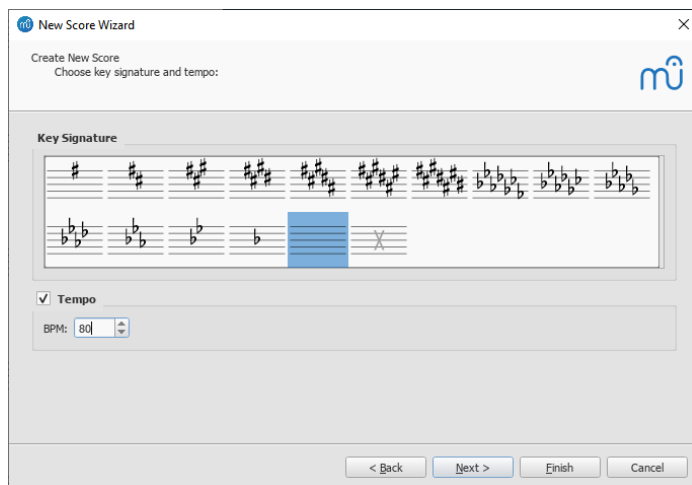 New Score Wizard
Create New Score
Choose key signature and tempo:
mu
Key Signature
Tempo
BPM: 80
< Back Next > Finish Cancel